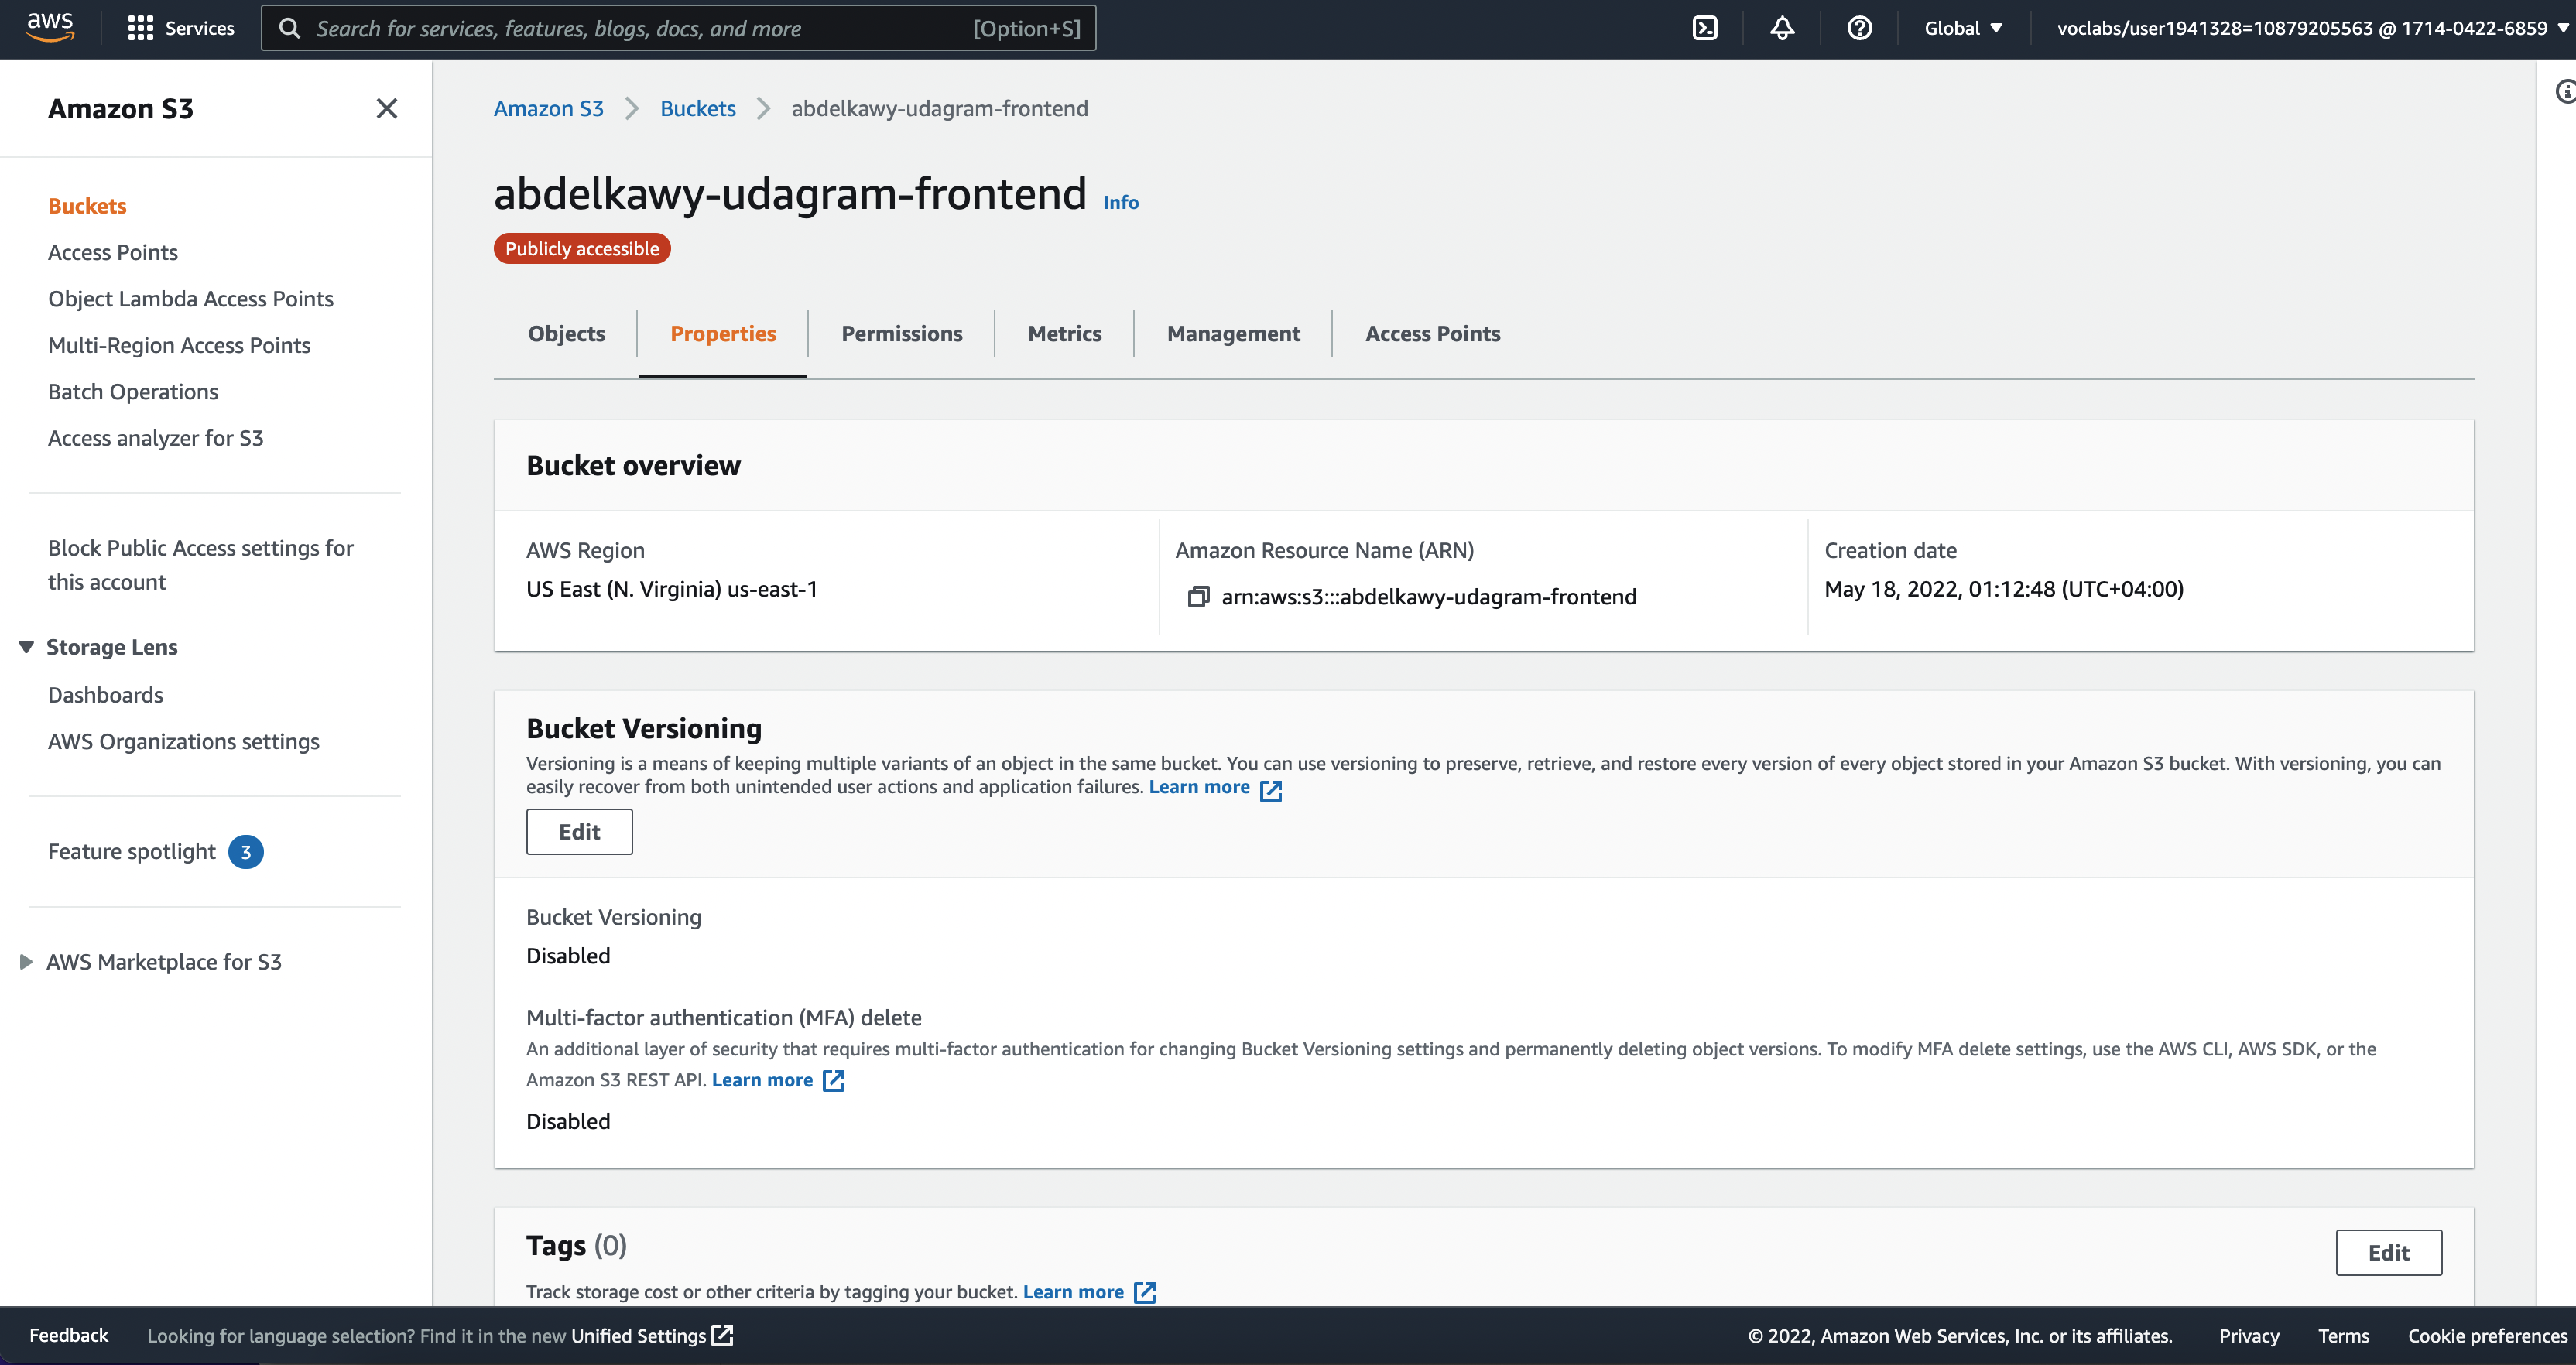 aws
Services
Search for services, features, blogs, docs, and more
[Option+S]
Global
voclabs/user1941328=10879205563 @ 1714-0422-6859
Amazon S3
Buckets
Access Points
Object Lambda Access Points
Multi-Region Access Points
Batch Operations
Access analyzer for S3
Block Public Access settings for
this account
Storage Lens
Dashboards
AWS Organizations settings
Feature spotlight 3
AWS Marketplace for S3
Amazon S3 Buckets abdelkawy-udagram-frontend
abdelkawy-udagram-frontend Info
Publicly accessible
Objects Properties Permissions Metrics Management Access Points
Bucket overview
AWS Region
US East (N. Virginia) us-east-1
Amazon Resource Name (ARN)
arn:aws:s3:::abdelkawy-udagram-frontend
Creation date
May 18, 2022, 01:12:48 (UTC+04:00)
Bucket Versioning
Versioning is a means of keeping multiple variants of an object in the same bucket. You can use versioning to preserve, retrieve, and restore every version of every object stored in your Amazon S3 bucket. With versioning, you can
easily recover from both unintended user actions and application failures. Learn more
Edit
Bucket Versioning
Disabled
Multi-factor authentication (MFA) delete
An additional layer of security that requires multi-factor authentication for changing Bucket Versioning settings and permanently deleting object versions. To modify MFA delete settings, use the AWS CLI, AWS SDK, or the
Amazon S3 REST API. Learn more
Disabled
Tags (0)
Edit
Track storage cost or other criteria by tagging your bucket. Learn more
Feedback
Looking for language selection? Find it in the new Unified Settings
© 2022, Amazon Web Services, Inc. or its affiliates.
Privacy
Terms
Cookie preferences